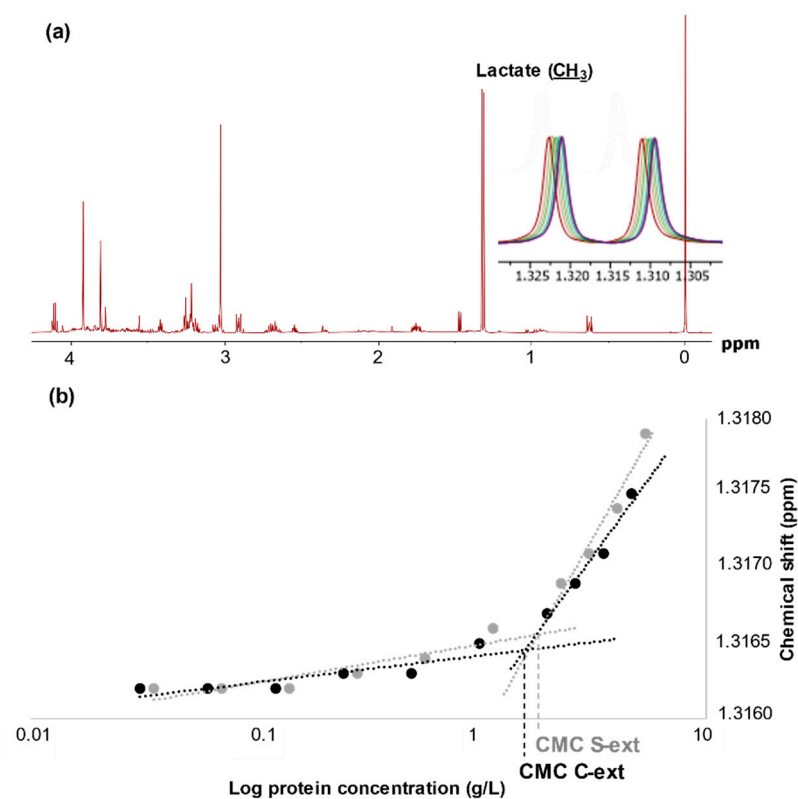 (a)
Lactate (CH3)
1.325 1.320 1.315 1.310 1.305
4 3 2 1 0 ppm
(b)
1.3180
1.3175
1.3170
1.3165
1.3160
Chemical shift (ppm)
0.01 0.1 1 10
CMC S-ext
CMC C-ext
Log protein concentration (g/L)